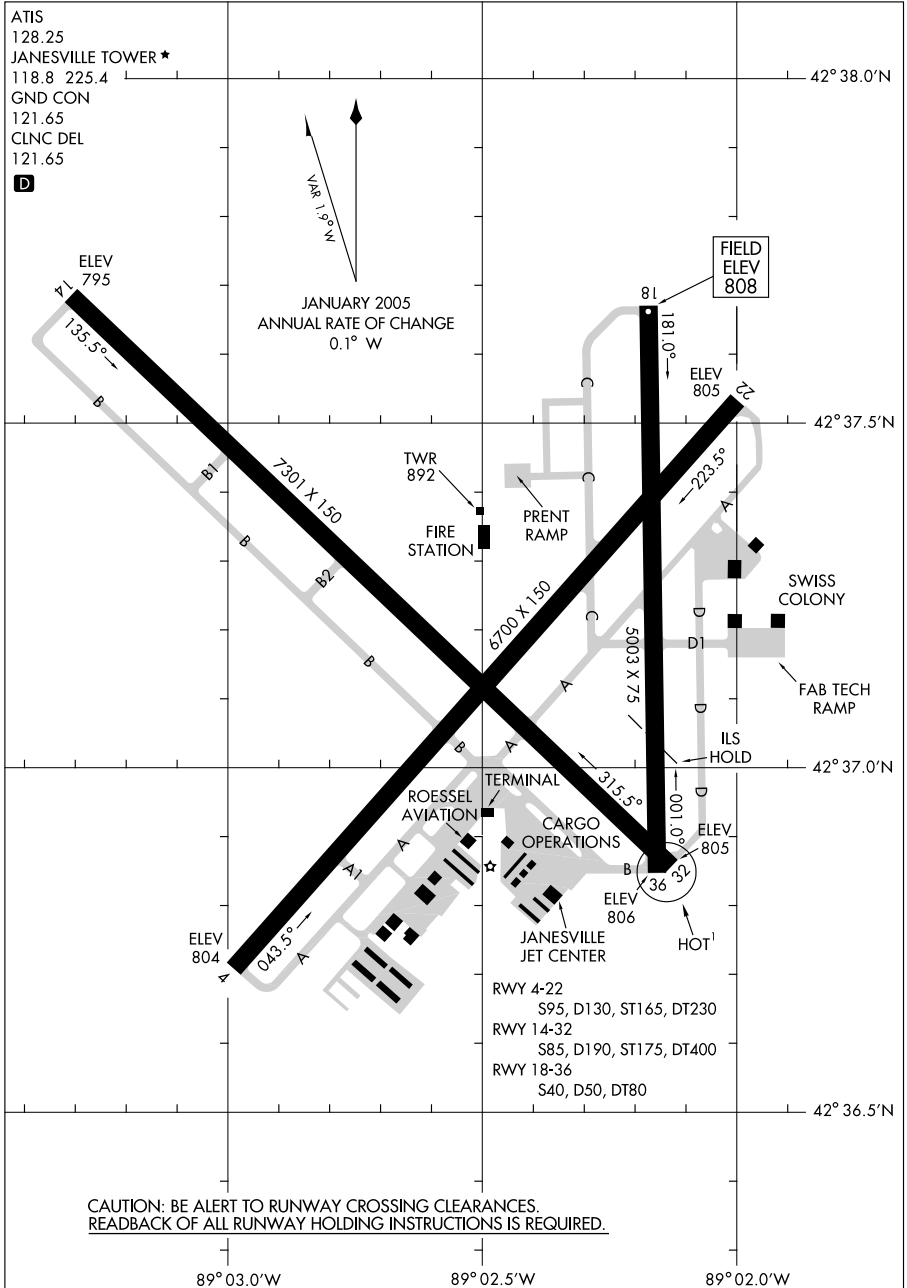 ATIS
128.25
JANESVILLE TOWER★
118.8 225.4
GND CON
121.65
CLNC DEL
121.65
D
42° 38.0'N
VAR 1.9° W
JANUARY 2005
ANNUAL RATE OF CHANGE
0.1° W
FIELD
ELEV
808
ELEV
795
14
135.5°
18
181.0°
ELEV
805
22
42° 37.5'N
223.5°
C
B
B1
7301 X 150
TWR
892
FIRE
STATION
PRENT
RAMP
C
A
B
B2
6700 X 150
SWISS
COLONY
C
D
D1
5003 X 75
FAB TECH
RAMP
B
A
D
ILS
HOLD
B
A
42° 37.0'N
315.5°
001.0°
D
TERMINAL
ROESSEL
AVIATION
CARGO
OPERATIONS
ELEV
805
A
A1
B
36
32
ELEV
806
HOT¹
JANESVILLE
JET CENTER
ELEV
804
4
043.5°
A
RWY 4-22
S95, D130, ST165, DT230
RWY 14-32
S85, D190, ST175, DT400
RWY 18-36
S40, D50, DT80
42° 36.5'N
CAUTION: BE ALERT TO RUNWAY CROSSING CLEARANCES.
READBACK OF ALL RUNWAY HOLDING INSTRUCTIONS IS REQUIRED.
89° 03.0'W
89° 02.5'W
89° 02.0'W